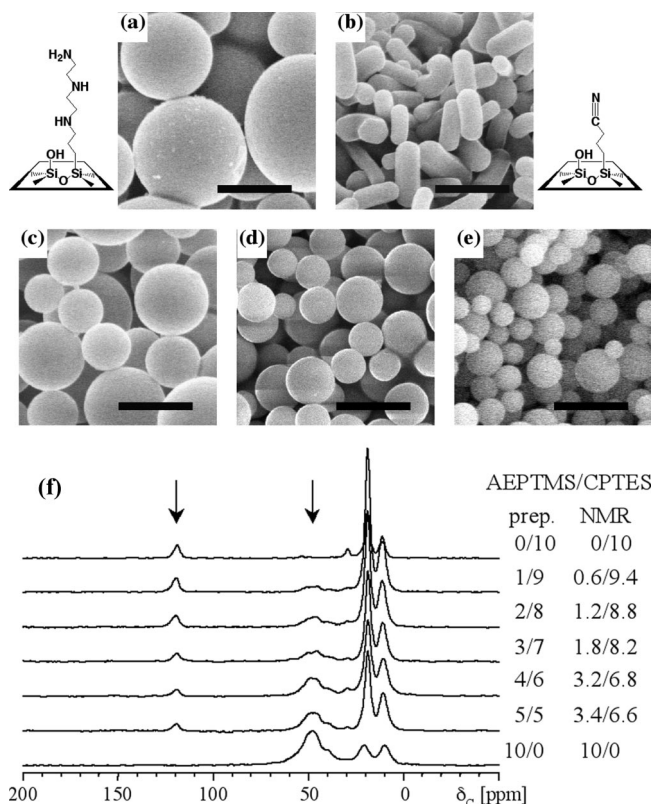 (a)
(b)
H₂N
NH
HN
OH
Si
O
Si
N
C
OH
Si
O
Si
(c)
(d)
(e)
(f)
AEPTMS/CPTES
prep. NMR
0/10 0/10
1/9 0.6/9.4
2/8 1.2/8.8
3/7 1.8/8.2
4/6 3.2/6.8
5/5 3.4/6.6
10/0 10/0
200 150 100 50 0 δC [ppm]